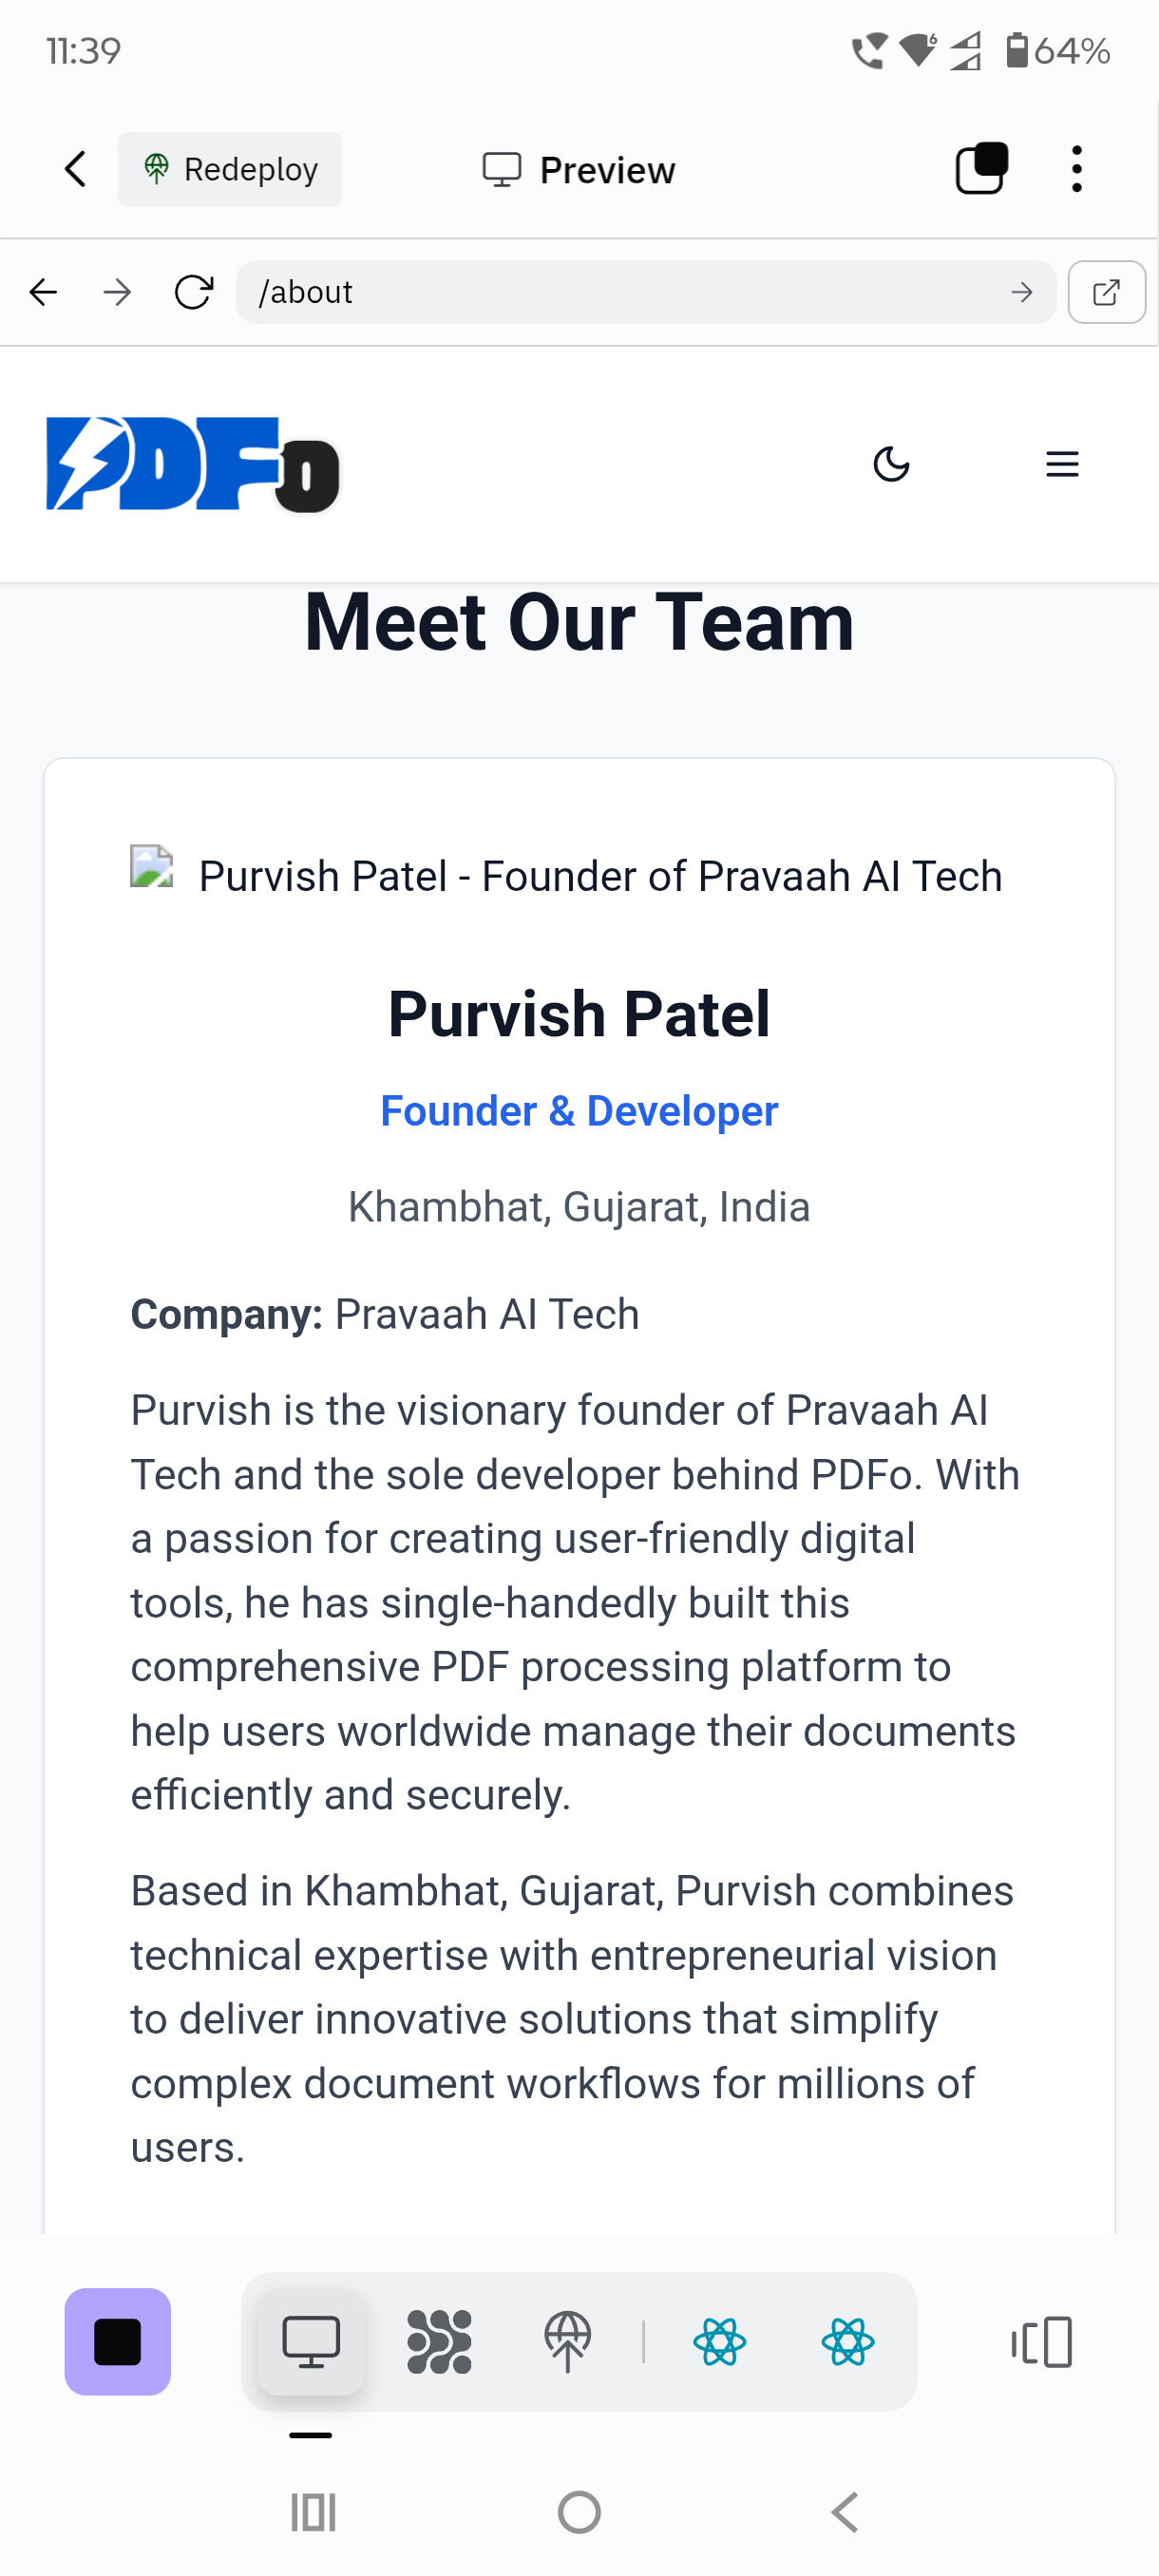 11:39
6
64%
Redeploy
Preview
/about
PDFo
Meet Our Team
Purvish Patel - Founder of Pravaah AI Tech
Purvish Patel
Founder & Developer
Khambhat, Gujarat, India
Company: Pravaah AI Tech
Purvish is the visionary founder of Pravaah AI
Tech and the sole developer behind PDFo. With
a passion for creating user-friendly digital
tools, he has single-handedly built this
comprehensive PDF processing platform to
help users worldwide manage their documents
efficiently and securely.
Based in Khambhat, Gujarat, Purvish combines
technical expertise with entrepreneurial vision
to deliver innovative solutions that simplify
complex document workflows for millions of
users.